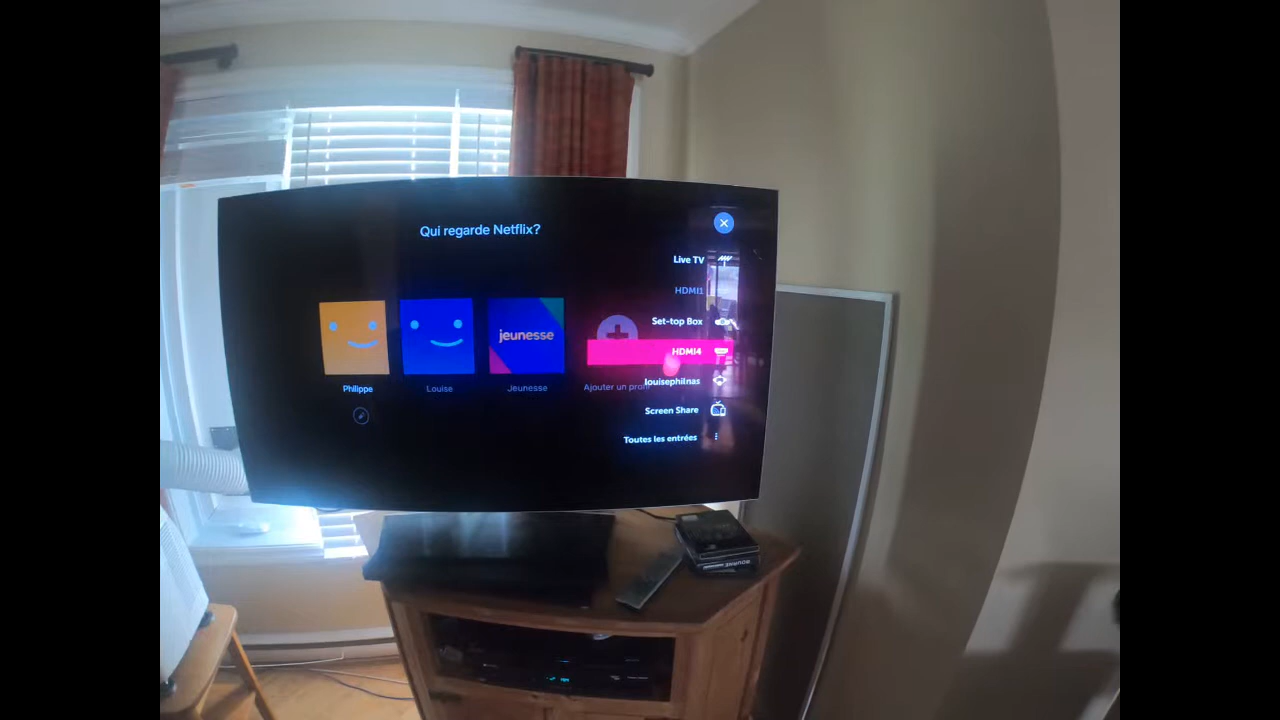 Qui regarde Netflix?
Live TV
HDMI1
Set-top Box
HDMI4
jeunesse
Philippe
Louise
Jeunesse
Ajouter un profil
louisephilnas
Screen Share
Toutes les entrées
BOURNE